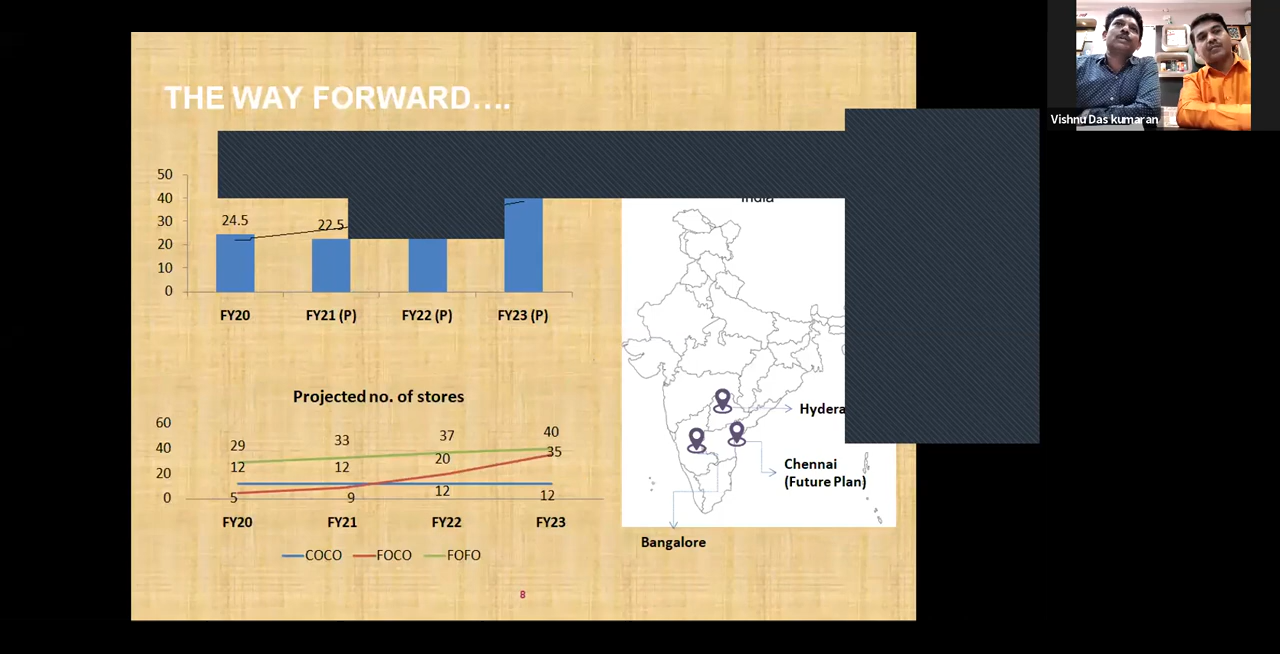 THE WAY FORWARD....
Vishnu Das kumaran
50
40
30
20
10
0
24.5
22.5
FY20
FY21 (P)
FY22 (P)
FY23 (P)
India
Chennai
(Future Plan)
Bangalore
Projected no. of stores
60
40
20
0
29
33
37
40
12
12
20
35
5
9
12
12
FY20
FY21
FY22
FY23
COCO
FOCO
FOFO
8